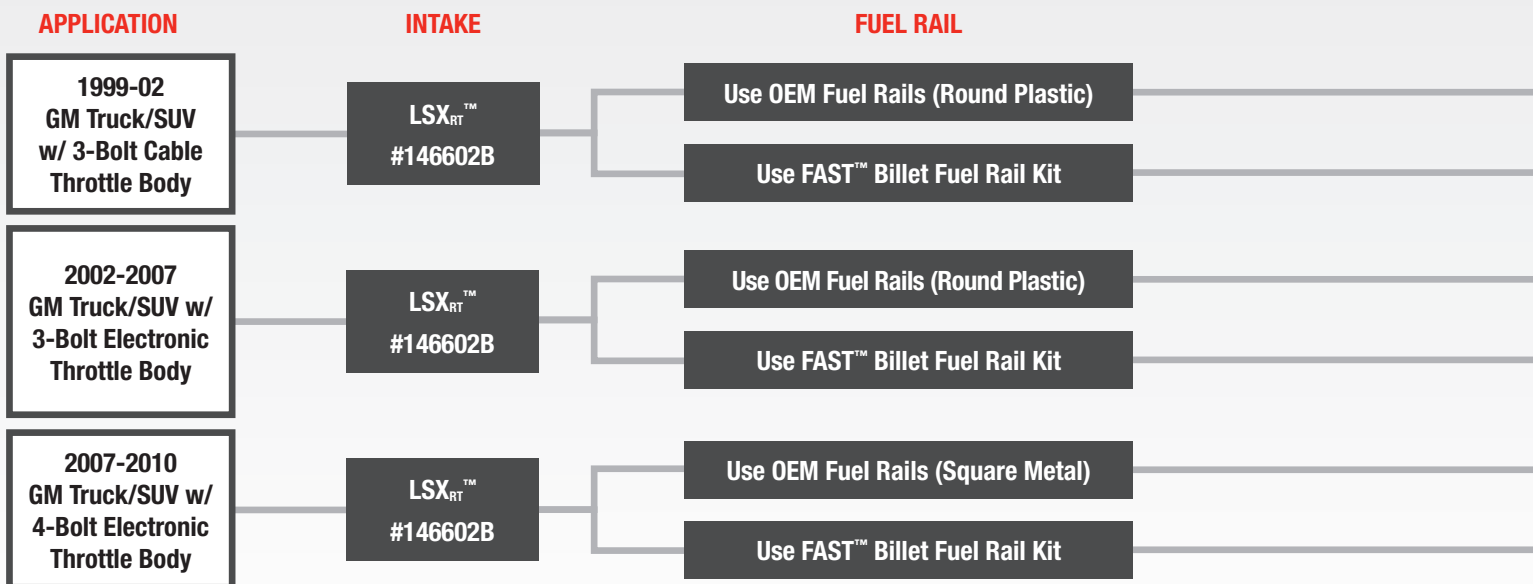 APPLICATION
INTAKE
FUEL RAIL
1999-02
GM Truck/SUV
w/ 3-Bolt Cable
Throttle Body
LSXRT™
#146602B
Use OEM Fuel Rails (Round Plastic)
Use FAST™ Billet Fuel Rail Kit
2002-2007
GM Truck/SUV w/
3-Bolt Electronic
Throttle Body
LSXRT™
#146602B
Use OEM Fuel Rails (Round Plastic)
Use FAST™ Billet Fuel Rail Kit
2007-2010
GM Truck/SUV w/
4-Bolt Electronic
Throttle Body
LSXRT™
#146602B
Use OEM Fuel Rails (Square Metal)
Use FAST™ Billet Fuel Rail Kit